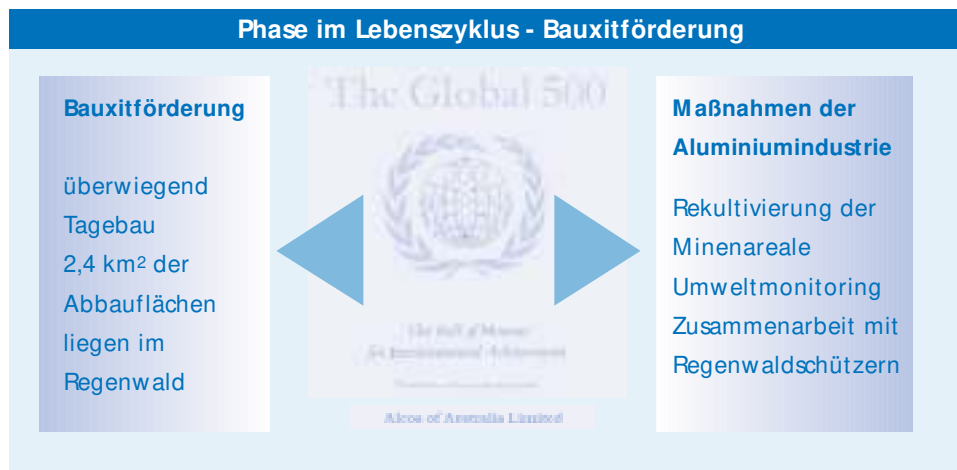 Phase im Lebenszyklus - Bauxitförderung
Bauxitförderung
überwiegend
Tagebau
2,4 km² der
Abbauflächen
liegen im
Regenwald
The Global 500
Alcoa of Australia Limited
Maßnahmen der
Aluminiumindustrie
Rekultivierung der
Minenareale
Umweltmonitoring
Zusammenarbeit mit
Regenwaldschützern